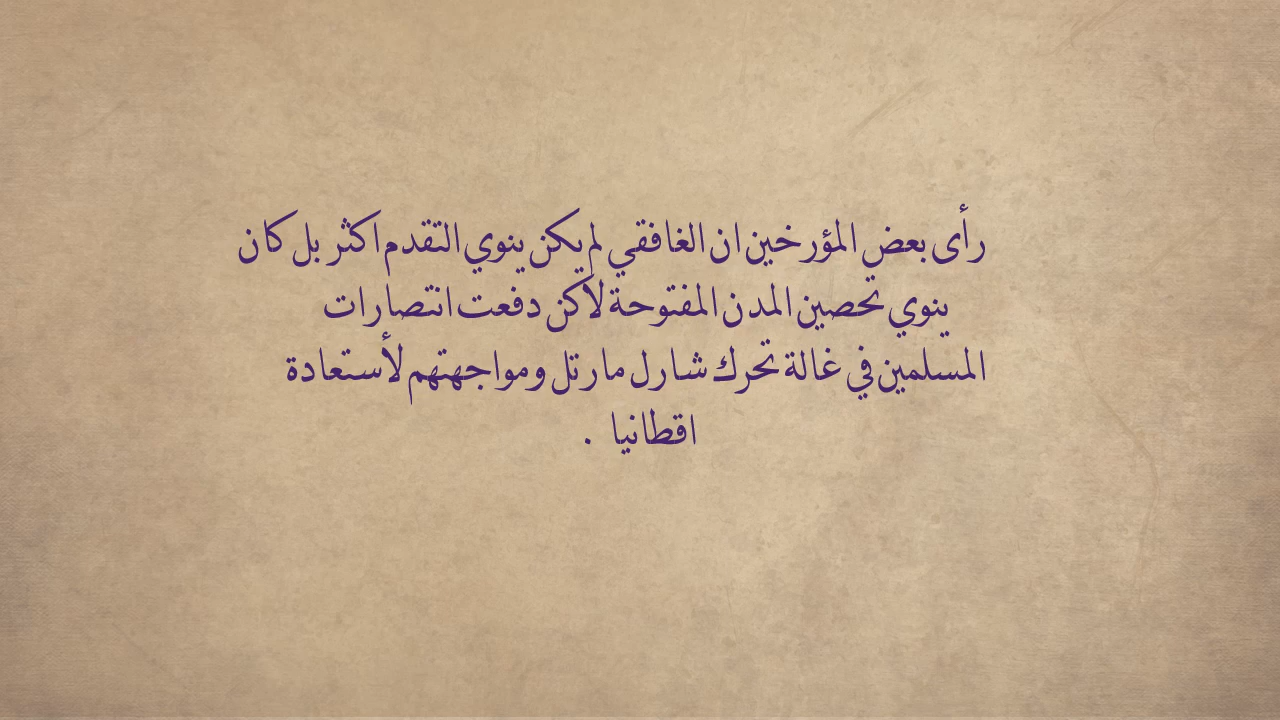 رأى بعض المؤرخين ان الغافقي لم يكن ينوي التقدم اكثر بل كان
ينوي تحصين المدن المفتوحة لاكن دفعت انتصارات
المسلمين في غالة تحرك شارل مارتل ومواجهتهم لأستعادة
اقطانيا .